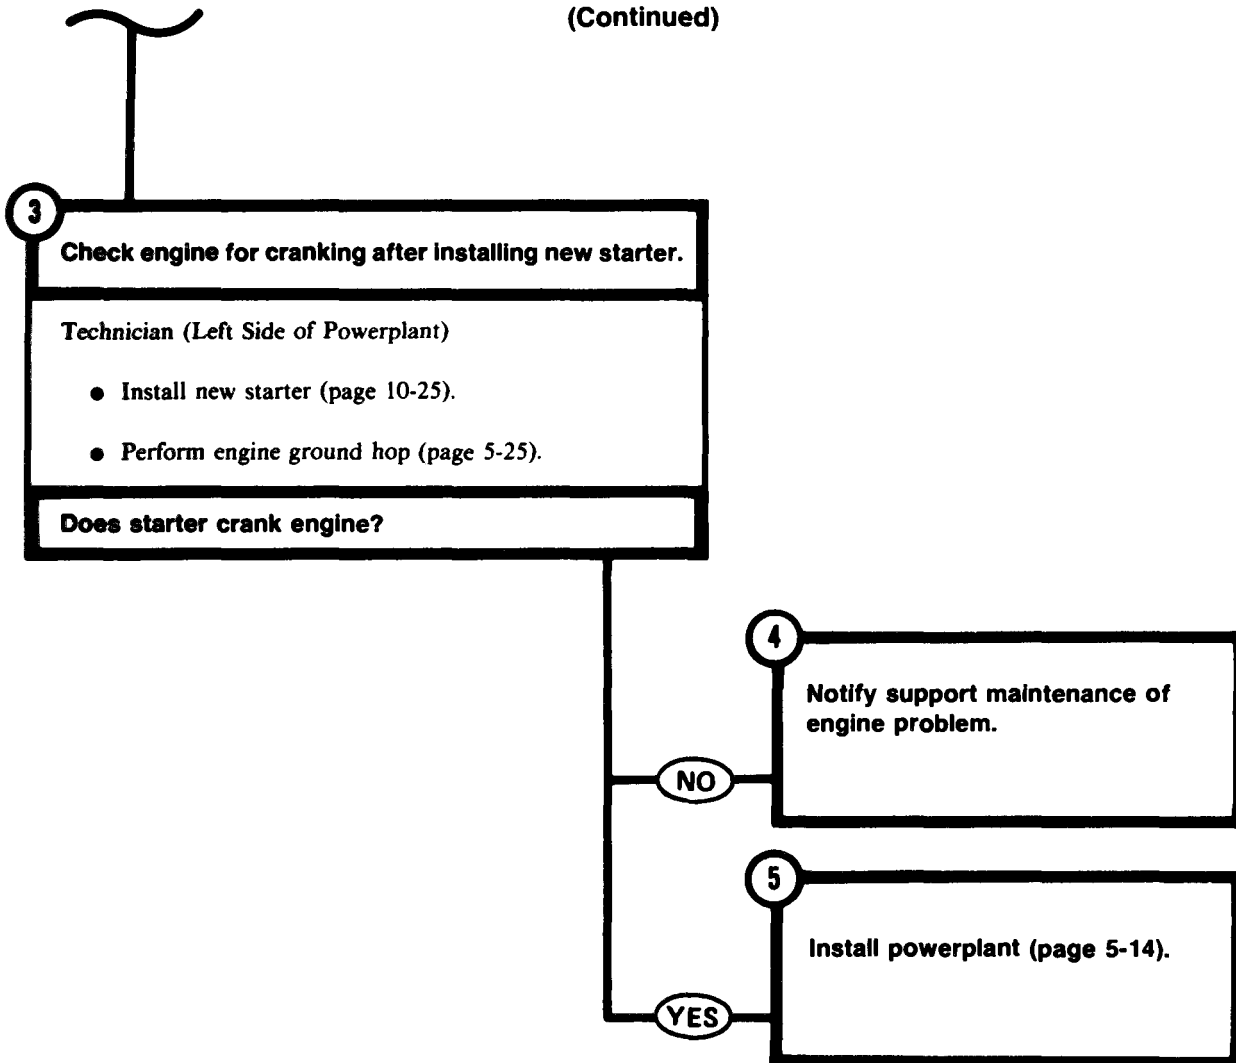 (Continued)
3
Check engine for cranking after installing new starter.
Technician (Left Side of Powerplant)
● Install new starter (page 10-25).
● Perform engine ground hop (page 5-25).
Does starter crank engine?
4
Notify support maintenance of
engine problem.
NO
5
Install powerplant (page 5-14).
YES